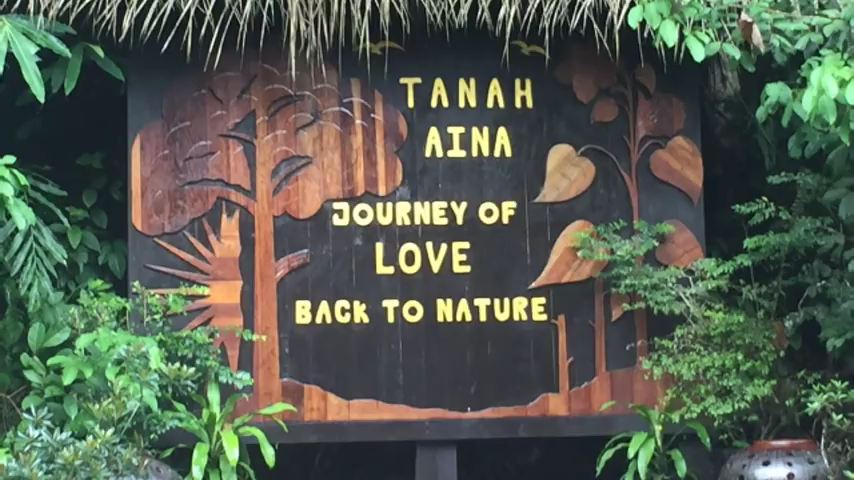 TANAH
AINA
JOURNEY OF
LOVE
BACK TO NATURE